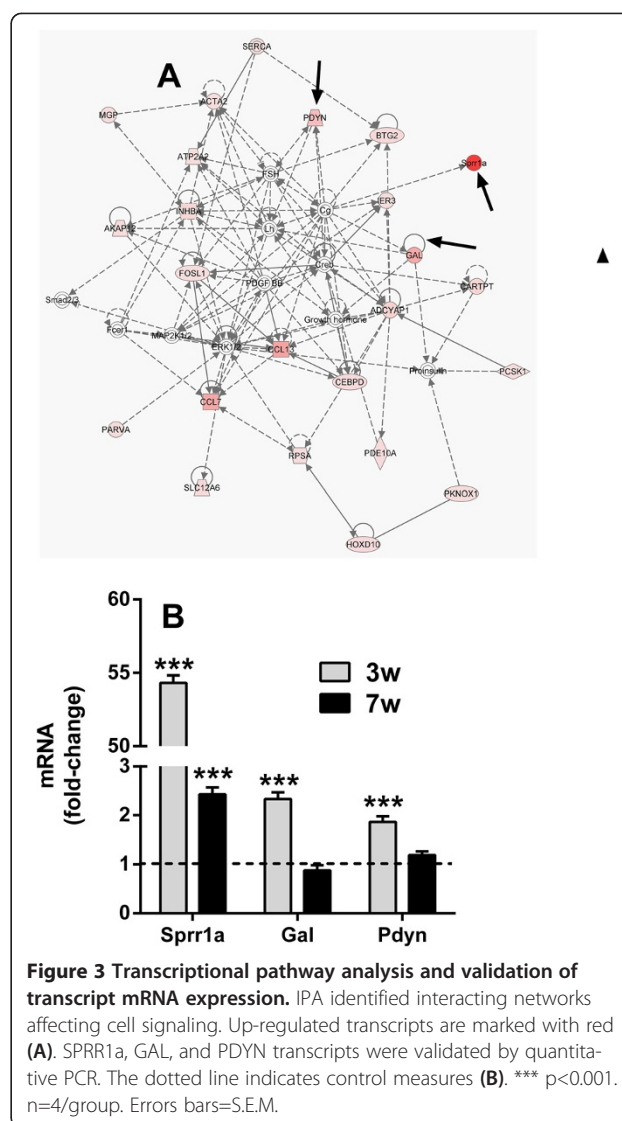 SERCA
A
ACTA2
MGP
PDYN
BTG2
ATP2A2
Sprr1a
FSH
IER3
INHBA
Cg
AKAP12
Lh
GAL
Creb
FOSL1
PDGF BB
CARTPT
Smad2/3
Growth hormone
ADCYAP1
Fcer1
MAP2K1/2
ERK1/2
CCL13
Proinsulin
PCSK1
CEBPD
CCL7
PARVA
RPSA
PDE10A
SLC12A6
PKNOX1
HOXD10
60
B
*** 
3w
55
7w
50
mRNA
(fold-change)
3
***
***
***
2
1
0
Sprr1a Gal Pdyn
Figure 3 Transcriptional pathway analysis and validation of
transcript mRNA expression. IPA identified interacting networks
affecting cell signaling. Up-regulated transcripts are marked with red
(A). SPRR1a, GAL, and PDYN transcripts were validated by quantita-
tive PCR. The dotted line indicates control measures (B). *** p<0.001.
n=4/group. Errors bars=S.E.M.